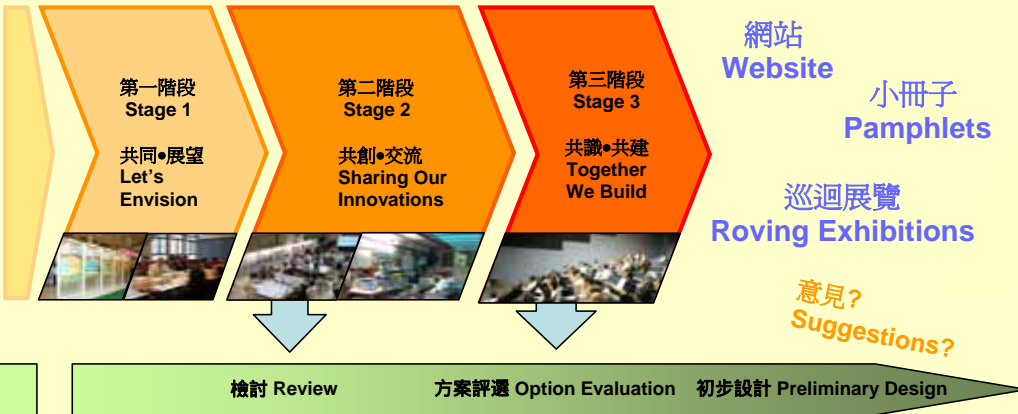 第一階段
Stage 1
共同•展望
Let's
Envision
第二階段
Stage 2
共創•交流
Sharing Our
Innovations
第三階段
Stage 3
共識•共建
Together
We Build
網站
Website
小冊子
Pamphlets
巡迴展覽
Roving Exhibitions
意見?
Suggestions?
檢討 Review
方案評選 Option Evaluation
初步設計 Preliminary Design